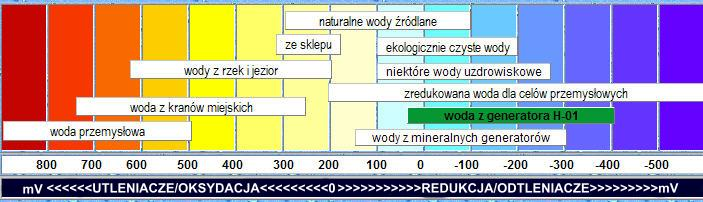 naturalne wody źródlane
ze sklepu
ekologicznie czyste wody
wody z rzek i jezior
niektóre wody uzdrowiskowe
zredukowana woda dla celów przemysłowych
woda z kranów miejskich
woda z generatora H-01
woda przemysłowa
wody z mineralnych generatorów
800 700 600 500 400 300 200 100 0 -100 -200 -300 -400 -500
mV <<<<<<UTLENIACZE/OKSYDACJA<<<<<<<<<0>>>>>>>>>>>REDUKCJA/ODTLENIACZE>>>>>>>>>mV